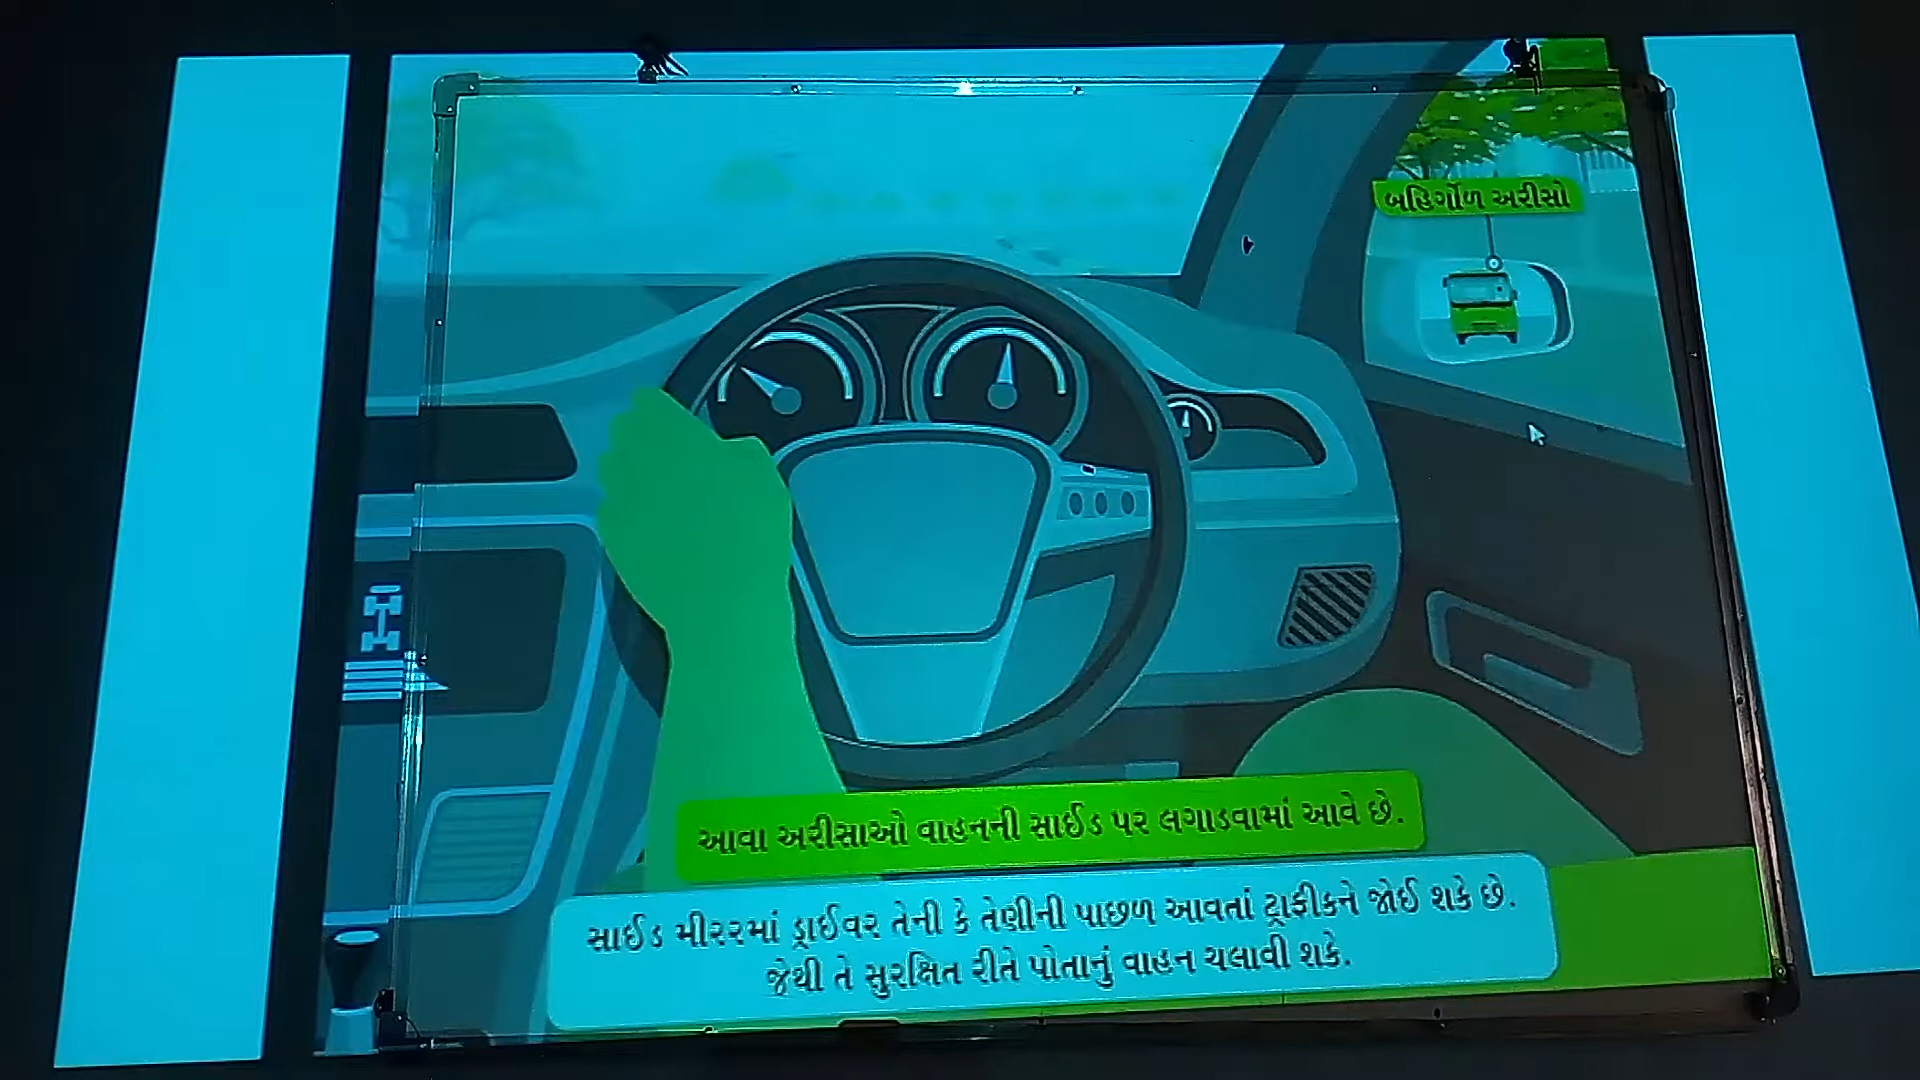 બહિર્ગોળ અરીસો
આવા અરીસાઓ વાહનની સાઈડ પર લગાડવામાં આવે છે.
સાઈડ મીરરમાં ડ્રાઈવર તેની કે તેણીની પાછળ આવતાં ટ્રાફીકને જોઈ શકે છે.
જેથી તે સુરક્ષિત રીતે પોતાનું વાહન ચલાવી શકે.